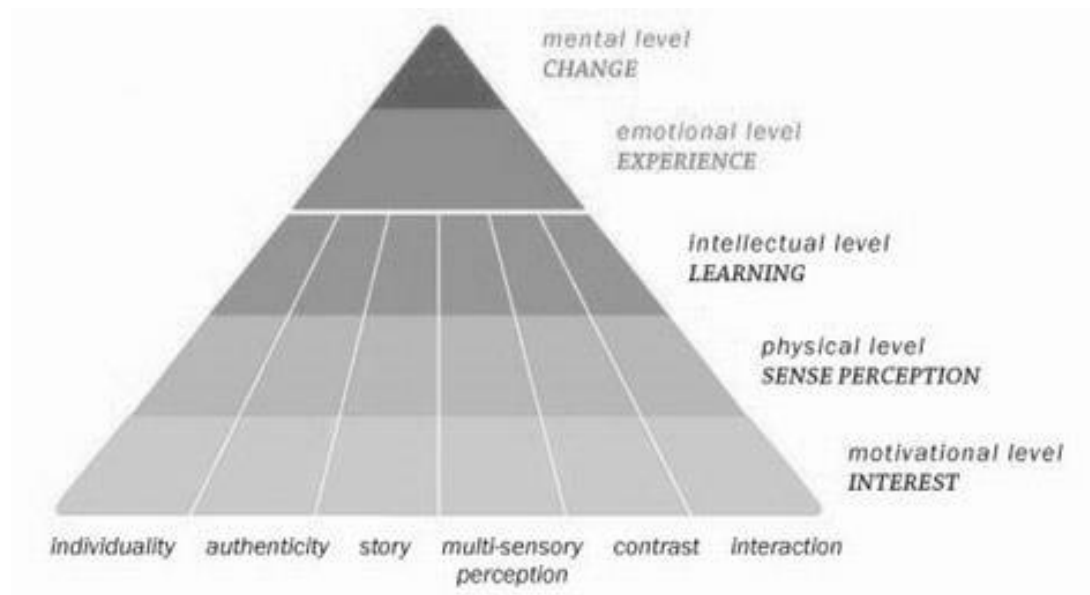 mental level
CHANGE
emotional level
EXPERIENCE
intellectual level
LEARNING
physical level
SENSE PERCEPTION
motivational level
INTEREST
individuality authenticity story multi-sensory contrast interaction
perception